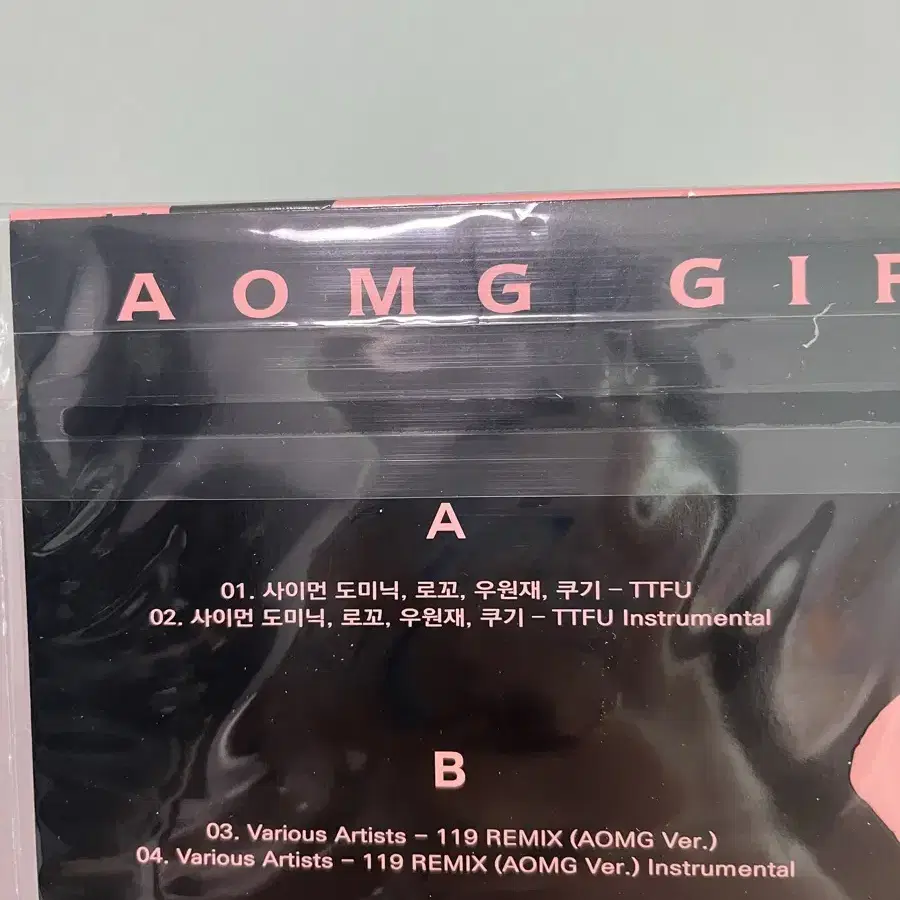 AOMG GIF
A
01. 사이먼 도미닉, 로꼬, 우원재, 쿠기 – TTFU
02. 사이먼 도미닉, 로꼬, 우원재, 쿠기 – TTFU Instrumental
B
03. Various Artists – 119 REMIX (AOMG Ver.)
04. Various Artists – 119 REMIX (AOMG Ver.) Instrumental